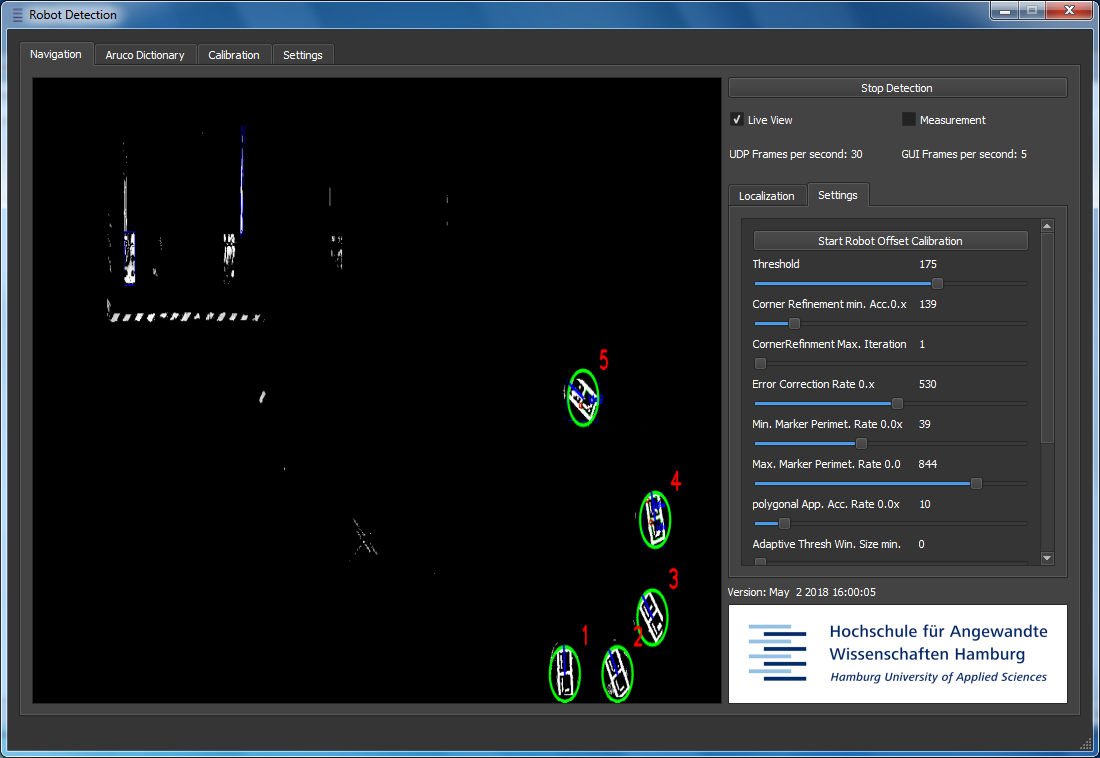 Robot Detection
Navigation
Aruco Dictionary
Calibration
Settings
Stop Detection
Live View
Measurement
UDP Frames per second: 30
GUI Frames per second: 5
Localization
Settings
Start Robot Offset Calibration
Threshold 175
Corner Refinement min. Acc.0.x 139
CornerRefinment Max. Iteration 1
Error Correction Rate 0.x 530
Min. Marker Perimet. Rate 0.0x 39
Max. Marker Perimet. Rate 0.0 844
polygonal App. Acc. Rate 0.0x 10
Adaptive Thresh Win. Size min. 0
5
4
3
1
2
Version: May 2 2018 16:00:05
Hochschule für Angewandte
Wissenschaften Hamburg
Hamburg University of Applied Sciences